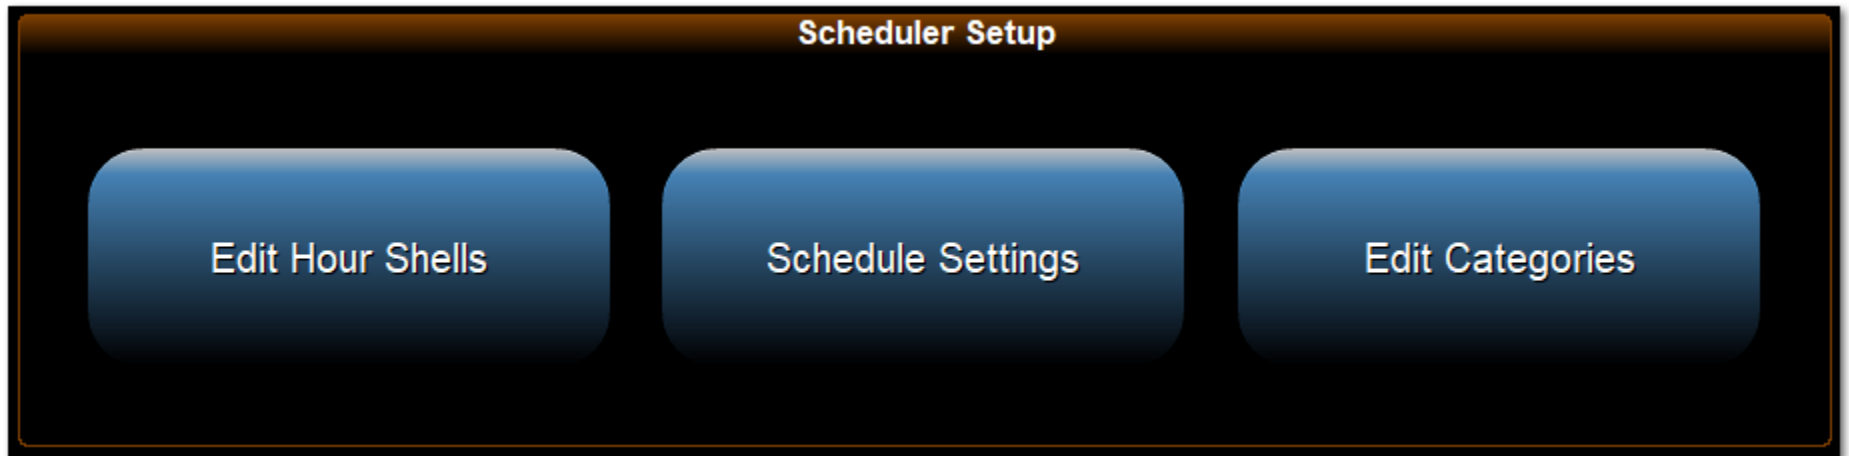 Scheduler Setup
Edit Hour Shells
Schedule Settings
Edit Categories